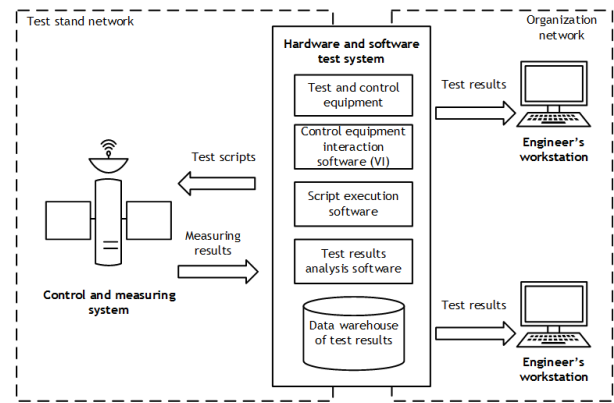 Test stand network
Organization
network
Hardware and software
test system
Test and control
equipment
Control equipment
interaction software (VI)
Script execution
software
Test results
analysis software
Data warehouse
of test results
Test scripts
Measuring
results
Control and measuring
system
Test results
Engineer's
workstation
Test results
Engineer's
workstation